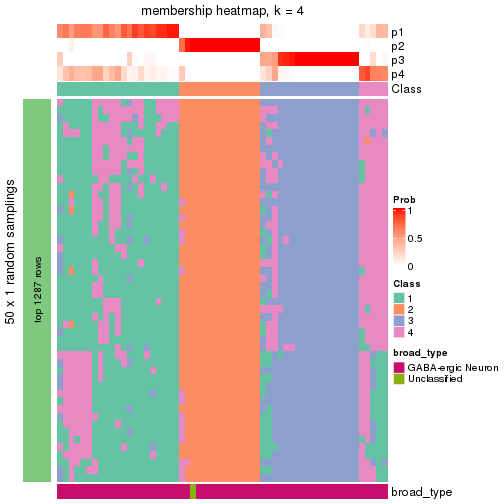 membership heatmap, k = 4
p1
p2
p3
p4
Class
50 x 1 random samplings
top 1287 rows
Prob
1
0.5
0
Class
1
2
3
4
broad_type
GABA-ergic Neuron
Unclassified
broad_type